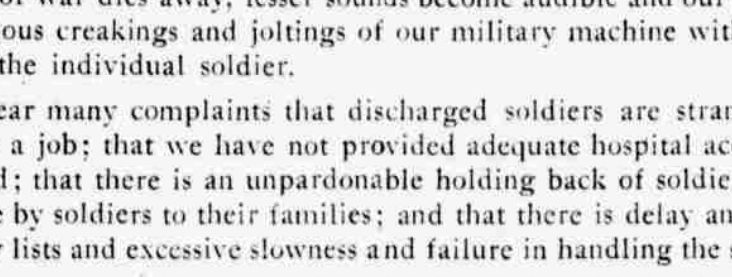 war dies away, lesser sounds become audible and our
ous creakings and joltings of our military machine wit
the individual soldier.
ear many complaints that discharged soldiers are stran
a job; that we have not provided adequate hospital acc
d; that there is an unpardonable holding back of soldie
e by soldiers to their families; and that there is delay an
lists and excessive slowness and failure in handling the s